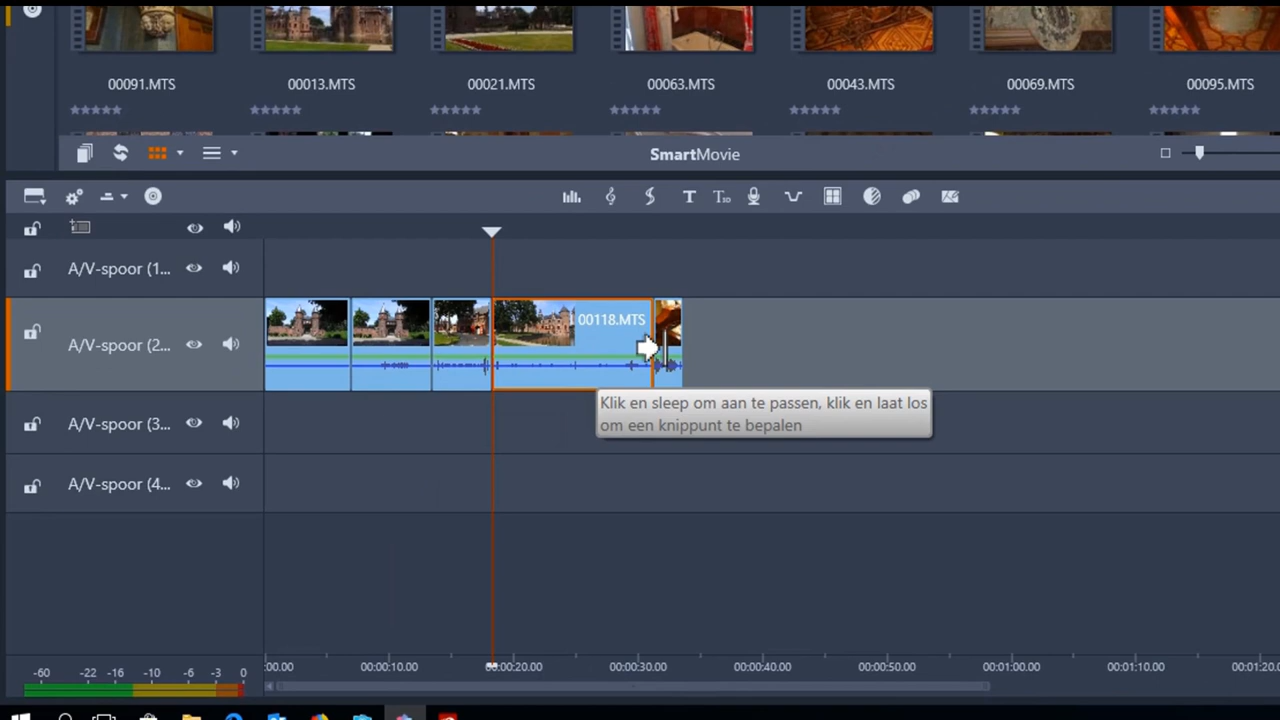 00091.MTS
00013.MTS
00021.MTS
00063.MTS
00043.MTS
00069.MTS
00095.MTS
SmartMovie
A/V-spoor (1...
A/V-spoor (2...
00118.MTS
Klik en sleep om aan te passen, klik en laat los
om een knippunt te bepalen
A/V-spoor (3...
A/V-spoor (4...
:00.00 00:00:10.00 00:00:20.00 00:00:30.00 00:00:40.00 00:00:50.00 00:01:00.00 00:01:10.00 00:01:20
-60 -22 -16 -10 -6 -3 0